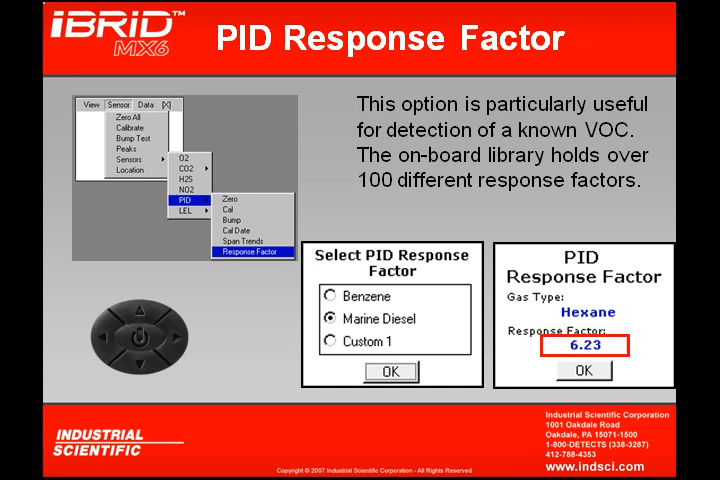 iBRiD™
MX6
PID Response Factor
View Sensor Data [X]
Zero All
Calibrate
Bump Test
Peaks
Sensors
Location
O2
CO2
H2S
NO2
PID
LEL
Zero
Cal
Bump
Cal Date
Span Trends
Response Factor
This option is particularly useful
for detection of a known VOC.
The on-board library holds over
100 different response factors.
Select PID Response
Factor
Benzene
Marine Diesel
Custom 1
OK
PID
Response Factor
Gas Type:
Hexane
Response Factor:
6.23
OK
INDUSTRIAL
SCIENTIFIC
Copyright © 2007 Industrial Scientific Corporation - All Rights Reserved
Industrial Scientific Corporation
1001 Oakdale Road
Oakdale, PA 15071-1500
1-800-DETECTS (338-3287)
412-788-4353
www.indsci.com